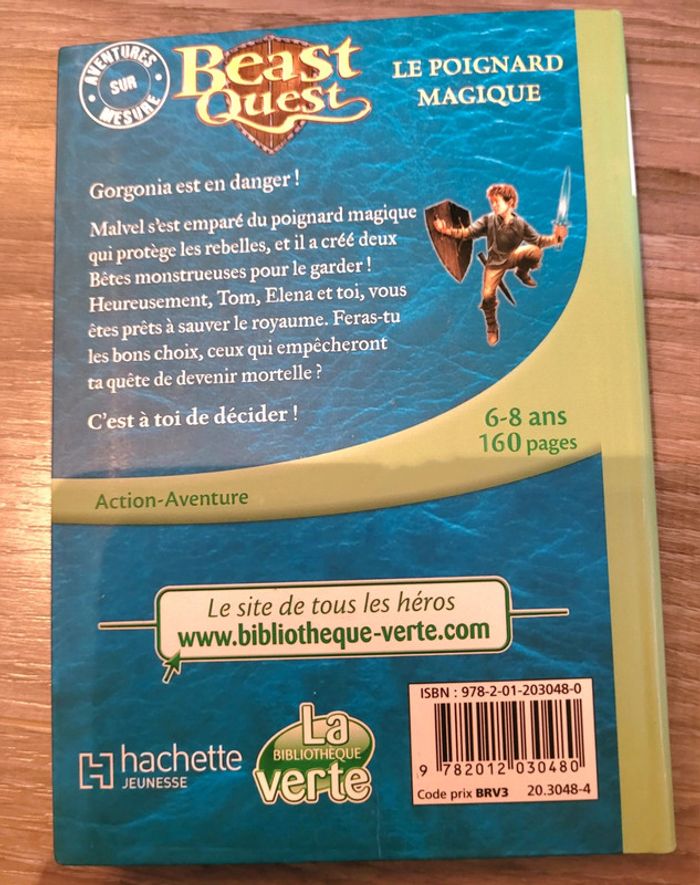 AVENTURES
SUR
MESURE
Beast
Quest
LE POIGNARD
MAGIQUE
Gorgonia est en danger !
Malvel s'est emparé du poignard magique
qui protège les rebelles, et il a créé deux
Bêtes monstrueuses pour le garder !
Heureusement, Tom, Elena et toi, vous
êtes prêts à sauver le royaume. Feras-tu
les bons choix, ceux qui empêcheront
ta quête de devenir mortelle ?
C'est à toi de décider !
6-8 ans
160 pages
Action-Aventure
Le site de tous les héros
www.bibliotheque-verte.com
hachette
JEUNESSE
La
BIBLIOTHEQUE
verte
ISBN : 978-2-01-203048-0
9 782012 030480
Code prix BRV3 20.3048-4